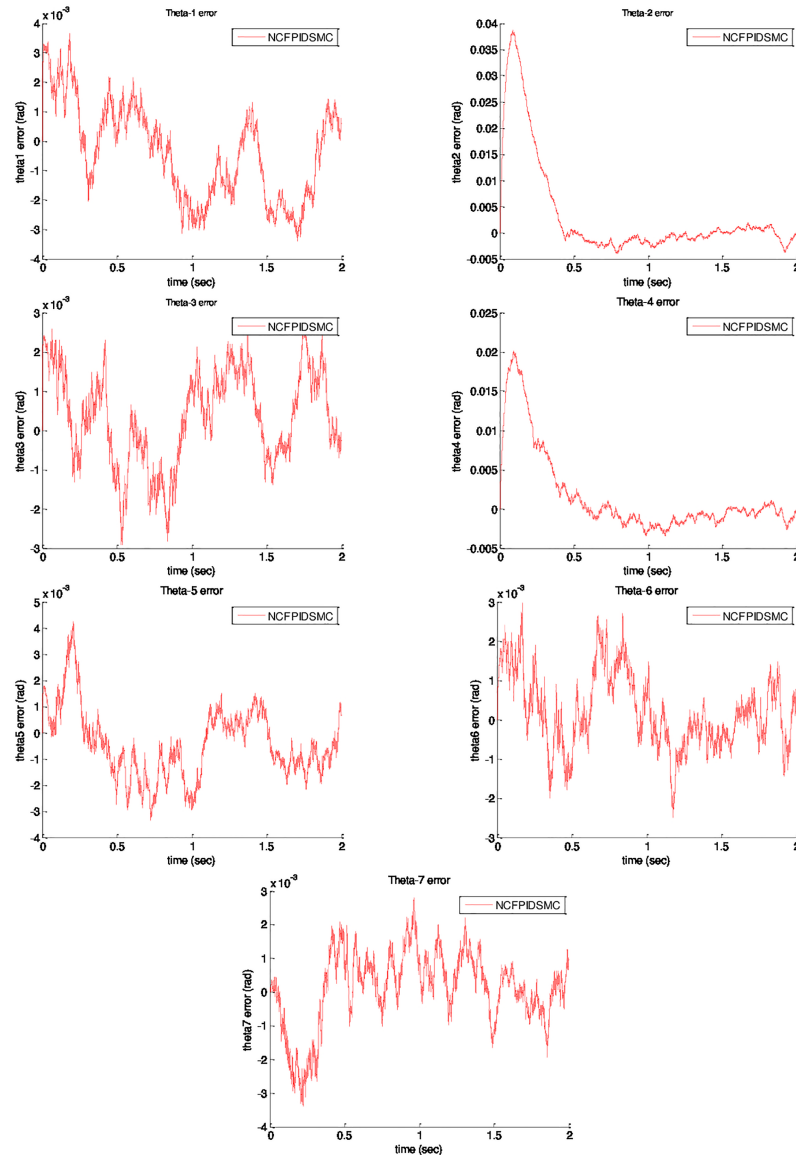 Theta-1 error
x 10⁻³
NCFPIDSMC
theta1 error (rad)
4
3
2
1
0
-1
-2
-3
-4
0 0.5 1 1.5 2
time (sec)
Theta-2 error
NCFPIDSMC
theta2 error (rad)
0.04
0.035
0.03
0.025
0.02
0.015
0.01
0.005
0
-0.005
0 0.5 1 1.5 2
time (sec)
Theta-3 error
x 10⁻³
NCFPIDSMC
theta3 error (rad)
3
2
1
0
-1
-2
-3
0 0.5 1 1.5 2
time (sec)
Theta-4 error
NCFPIDSMC
theta4 error (rad)
0.025
0.02
0.015
0.01
0.005
0
-0.005
0 0.5 1 1.5 2
time (sec)
Theta-5 error
x 10⁻³
NCFPIDSMC
theta5 error (rad)
5
4
3
2
1
0
-1
-2
-3
-4
0 0.5 1 1.5 2
time (sec)
Theta-6 error
x 10⁻³
NCFPIDSMC
theta6 error (rad)
3
2
1
0
-1
-2
-3
0 0.5 1 1.5 2
time (sec)
Theta-7 error
x 10⁻³
NCFPIDSMC
theta7 error (rad)
3
2
1
0
-1
-2
-3
-4
0 0.5 1 1.5 2
time (sec)